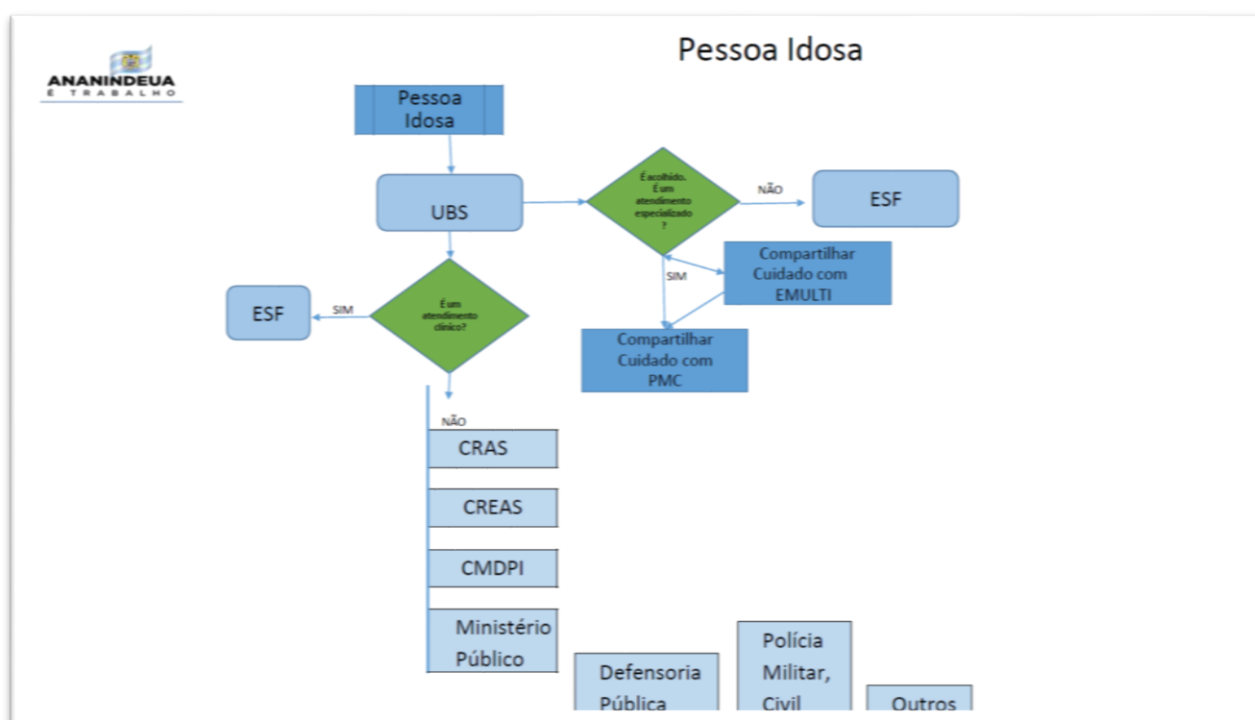 Pessoa Idosa
ANANINDEUA
É TRABALHO
Pessoa
Idosa
UBS
É acolhido.
É um
atendimento
especializado
?
NÃO
ESF
SIM
Compartilhar
Cuidado com
EMULTI
Compartilhar
Cuidado com
PMC
É um
atendimento
clínico?
SIM
ESF
NÃO
CRAS
CREAS
CMDPI
Ministério
Público
Defensoria
Pública
Polícia
Militar,
Civil
Outros